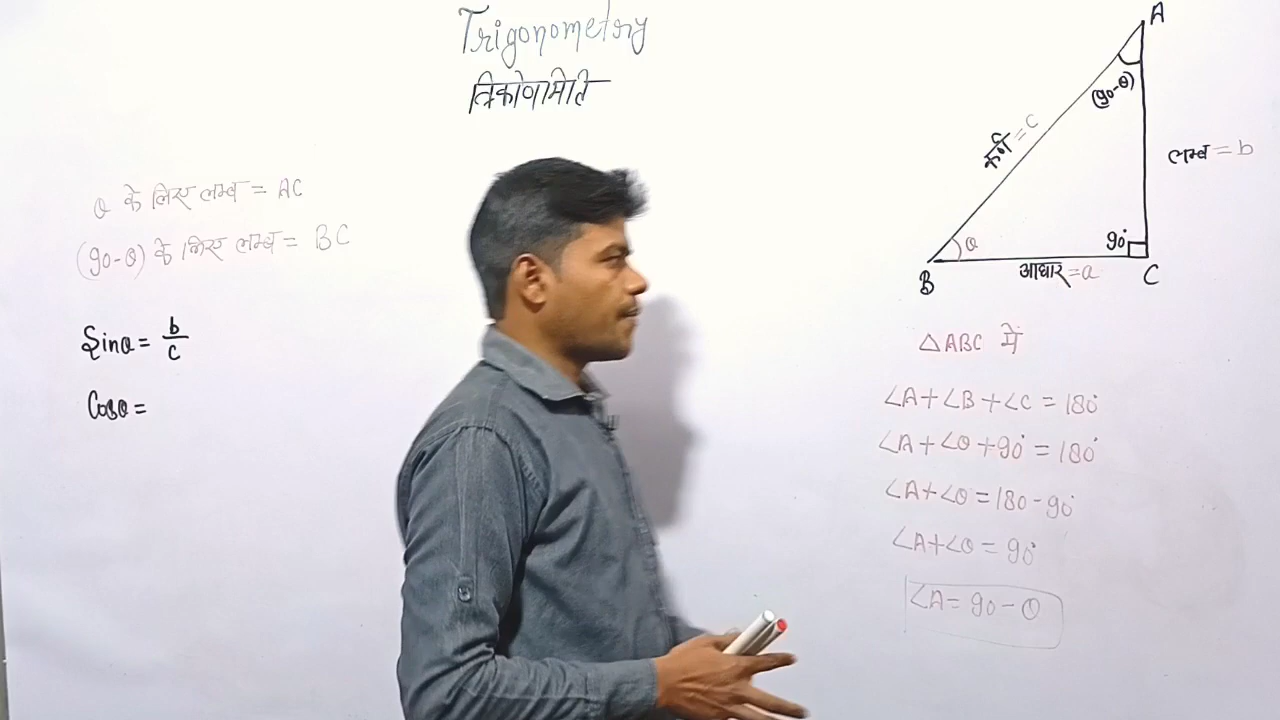 Trigonometry
त्रिकोणमिति
θ के लिए लम्ब = AC
(90-θ) के लिए लम्ब = BC
Sinθ = b/c
Cosθ =
A
(90-θ)
कर्ण = c
लम्ब = b
θ
90°
B
आधार = a
C
△ABC में
∠A+∠B+∠C = 180°
∠A+∠θ+90° = 180°
∠A+∠θ = 180-90°
∠A+∠θ = 90°
∠A = 90-θ